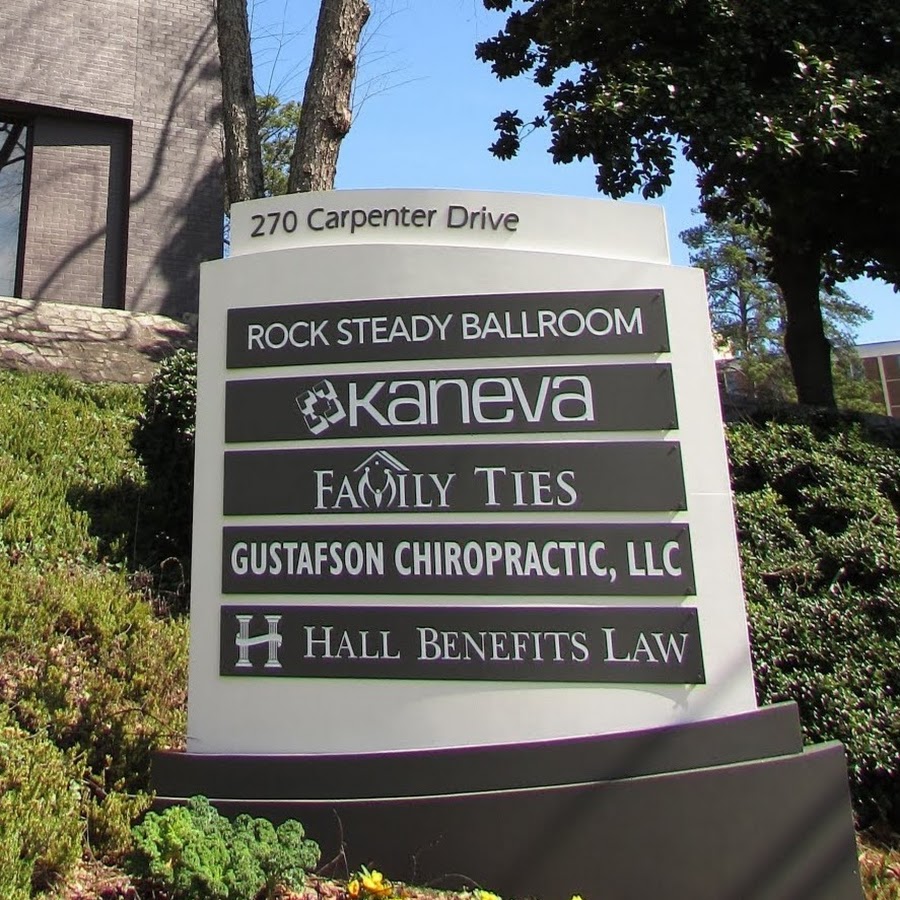 270 Carpenter Drive
ROCK STEADY BALLROOM
Kaneva
FAMILY TIES
GUSTAFSON CHIROPRACTIC, LLC
H HALL BENEFITS LAW